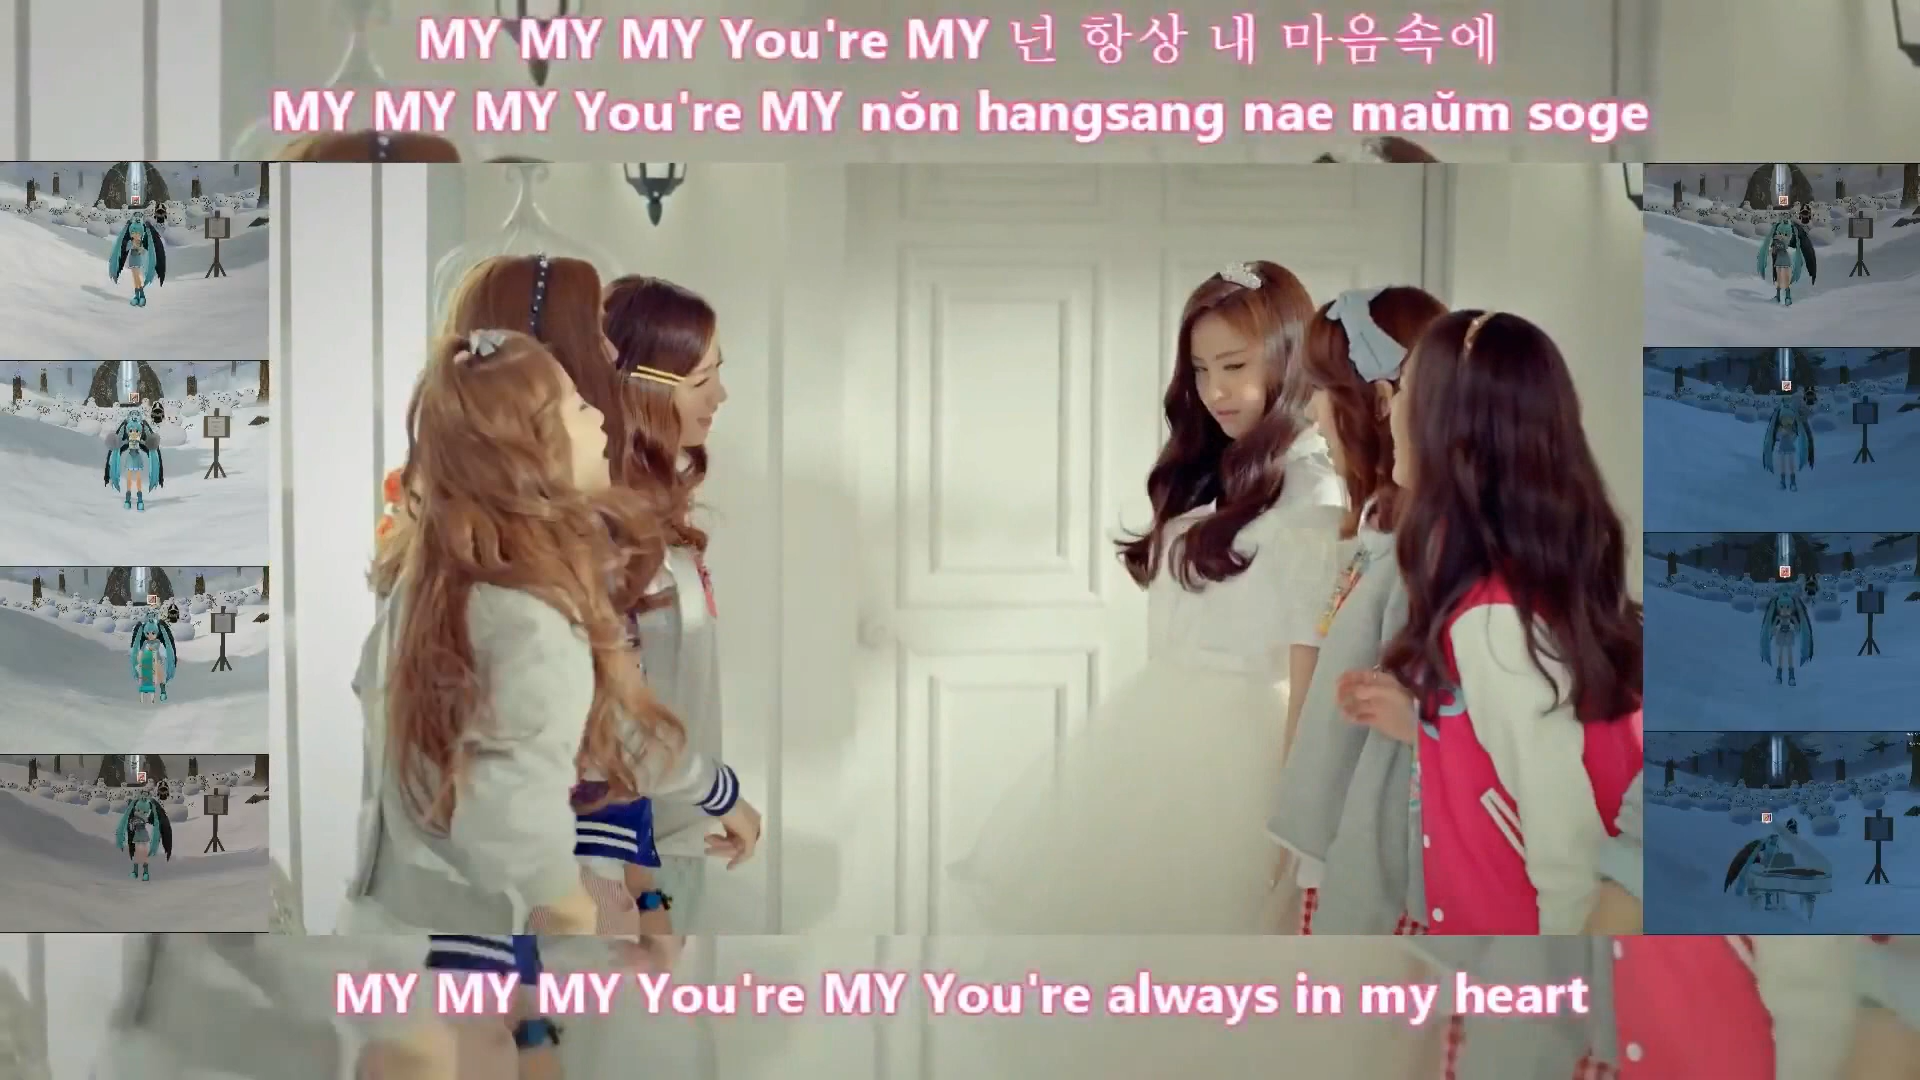 MY MY MY You're MY 넌 항상 내 마음속에
MY MY MY You're MY nŏn hangsang nae maŭm soge
MY MY MY You're MY You're always in my heart